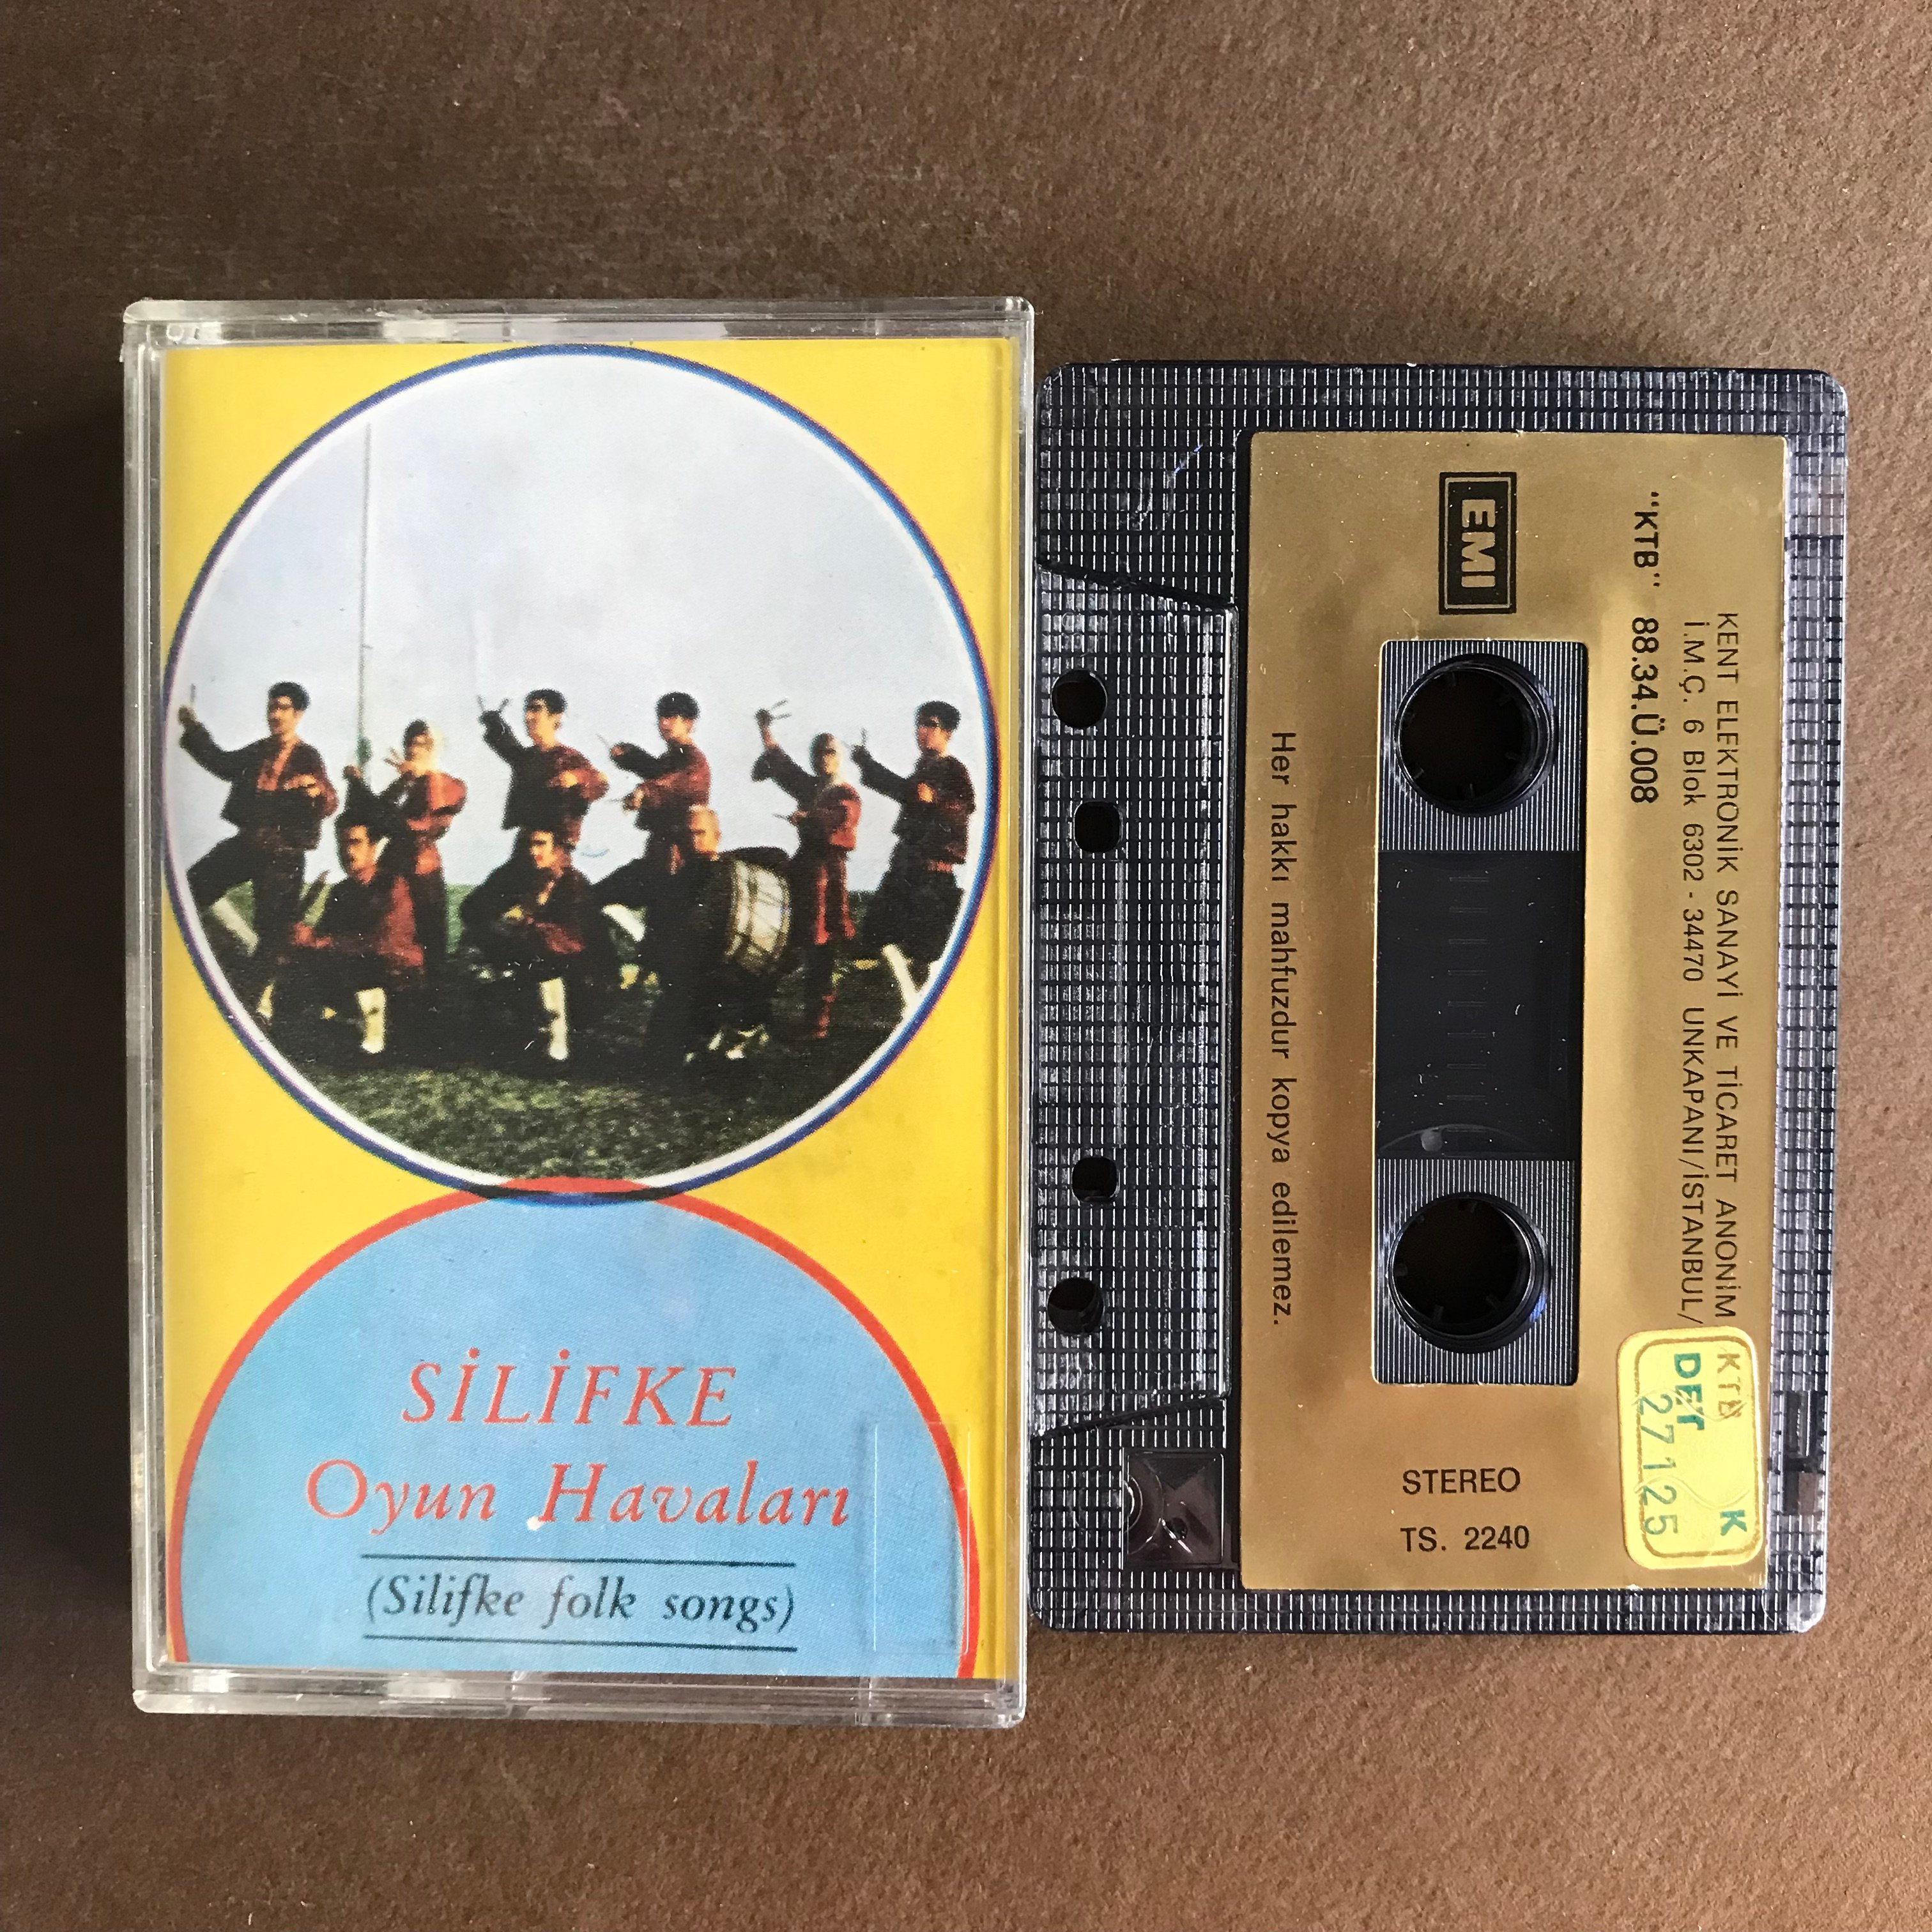 SİLİFKE
Oyun Havaları
(Silifke folk songs)
KENT ELEKTRONİK SANAYİ VE TİCARET ANONİM
İ.M.Ç. 6 Blok 6302 - 34470 UNKAPANI/İSTANBUL/
"KTB" 88.34.Ü.008
EMI
Her hakkı mahfuzdur kopya edilemez.
STEREO
TS. 2240
KTB K
DET
27125